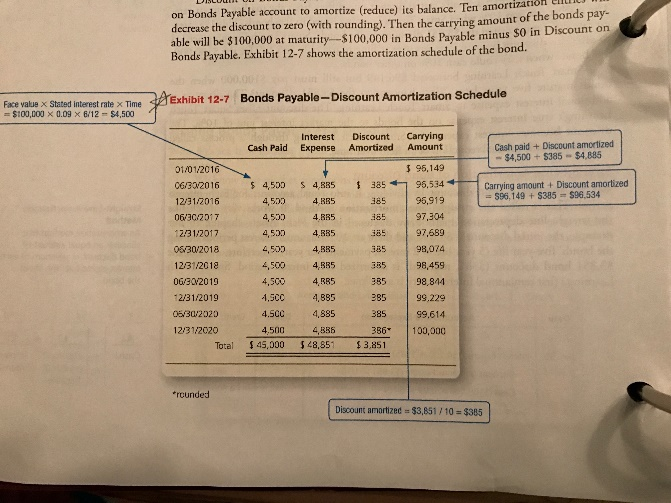 on Bonds Payable account to amortize (reduce) its balance. Ten amortization entries will
decrease the discount to zero (with rounding). Then the carrying amount of the bonds pay-
able will be $100,000 at maturity—$100,000 in Bonds Payable minus $0 in Discount on
Bonds Payable. Exhibit 12-7 shows the amortization schedule of the bond.
Exhibit 12-7 Bonds Payable—Discount Amortization Schedule
Face value × Stated interest rate × Time
= $100,000 × 0.09 × 6/12 = $4,500
Cash Paid Interest Expense Discount Amortized Carrying Amount
01/01/2016 $ 96,149
06/30/2016 $ 4,500 $ 4,885 $ 385 96,534
12/31/2016 4,500 4,885 385 96,919
06/30/2017 4,500 4,885 385 97,304
12/31/2017 4,500 4,885 385 97,689
06/30/2018 4,500 4,885 385 98,074
12/31/2018 4,500 4,885 385 98,459
06/30/2019 4,500 4,885 385 98,844
12/31/2019 4,500 4,885 385 99,229
06/30/2020 4,500 4,885 385 99,614
12/31/2020 4,500 4,886 386* 100,000
Total $ 45,000 $ 48,851 $ 3,851
Cash paid + Discount amortized
= $4,500 + $385 = $4,885
Carrying amount + Discount amortized
= $96,149 + $385 = $96,534
*rounded
Discount amortized = $3,851 / 10 = $385